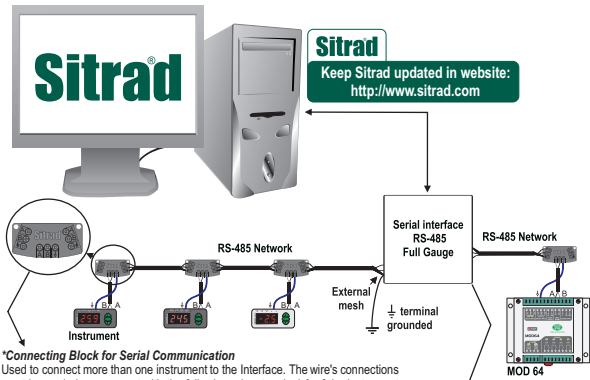 Sitrad®
Sitrad
Keep Sitrad updated in website:
http://www.sitrad.com
Sitrad
RS-485 Network
Serial interface
RS-485
Full Gauge
RS-485 Network
B A
B A
B A
A B
External
mesh
terminal
grounded
Instrument
MOD 64
*Connecting Block for Serial Communication
Used to connect more than one instrument to the Interface. The wire's connections